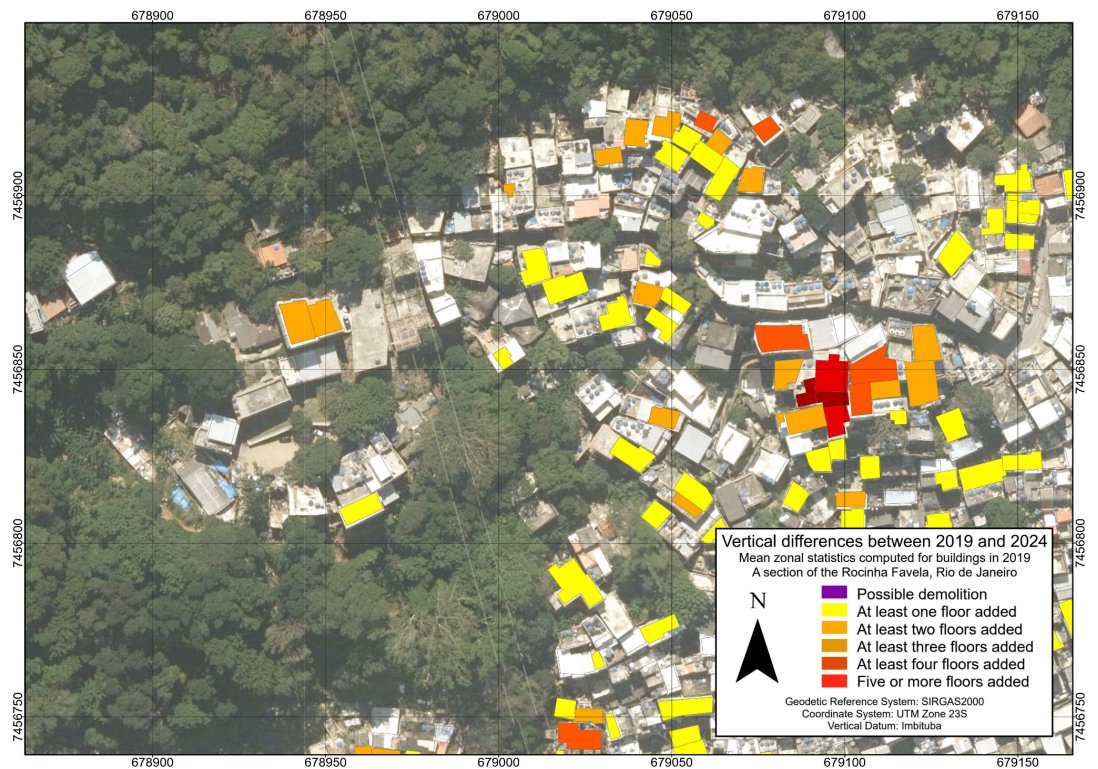 678900 678950 679000 679050 679100 679150
7456900 7456900
7456850 7456850
7456800 7456800
7456750 7456750
Vertical differences between 2019 and 2024
Mean zonal statistics computed for buildings in 2019
A section of the Rocinha Favela, Rio de Janeiro
N
Possible demolition
At least one floor added
At least two floors added
At least three floors added
At least four floors added
Five or more floors added
Geodetic Reference System: SIRGAS2000
Coordinate System: UTM Zone 23S
Vertical Datum: Imbituba
678900 678950 679000 679050 679100 679150